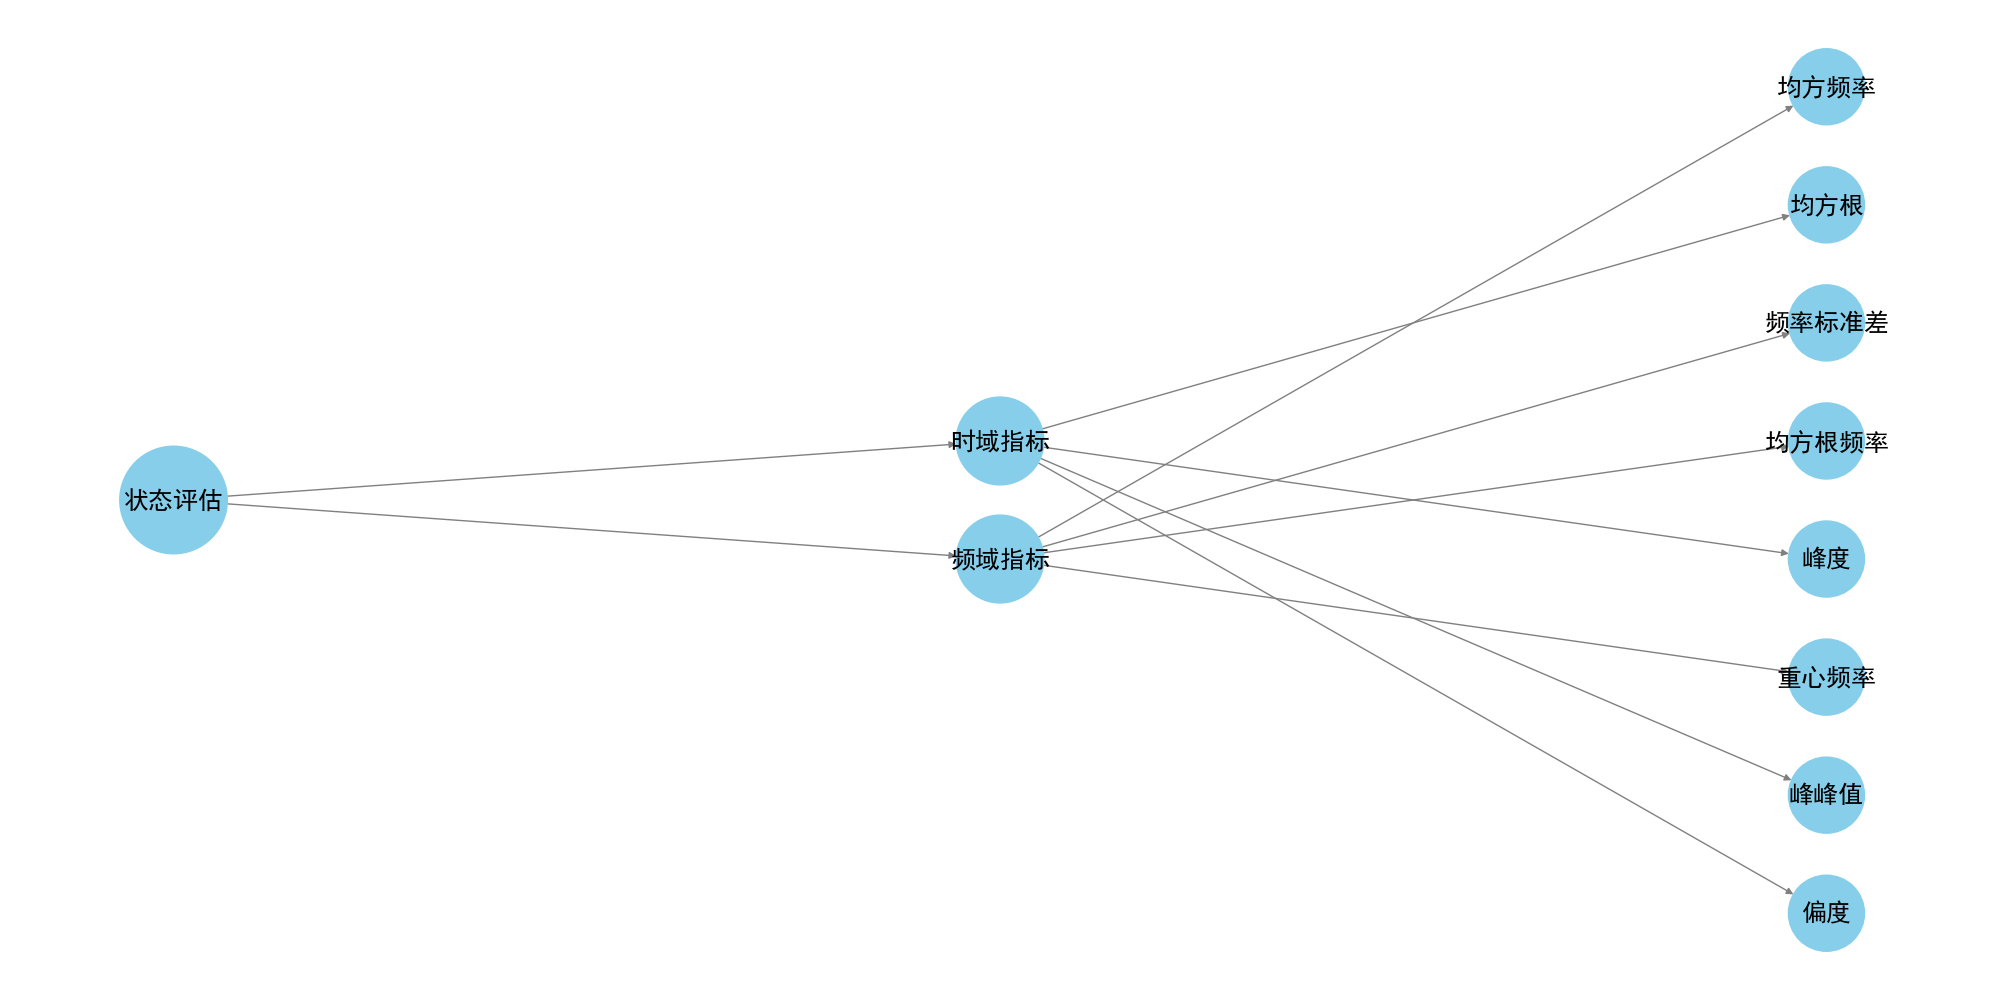 状态评估
时域指标
频域指标
均方频率
均方根
频率标准差
均方根频率
峰度
重心频率
峰峰值
偏度